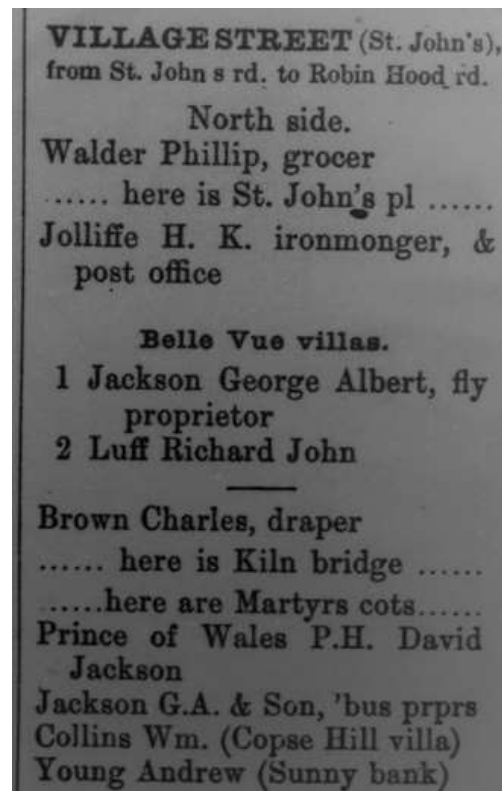 VILLAGE STREET (St. John's),
from St. John s rd. to Robin Hood rd.
North side.
Walder Phillip, grocer
...... here is St. John's pl ......
Jolliffe H. K. ironmonger, &
post office
Belle Vue villas.
1 Jackson George Albert, fly
proprietor
2 Luff Richard John
Brown Charles, draper
...... here is Kiln bridge ......
.....here are Martyrs cots......
Prince of Wales P.H. David
Jackson
Jackson G.A. & Son, 'bus prprs
Collins Wm. (Copse Hill villa)
Young Andrew (Sunny bank)